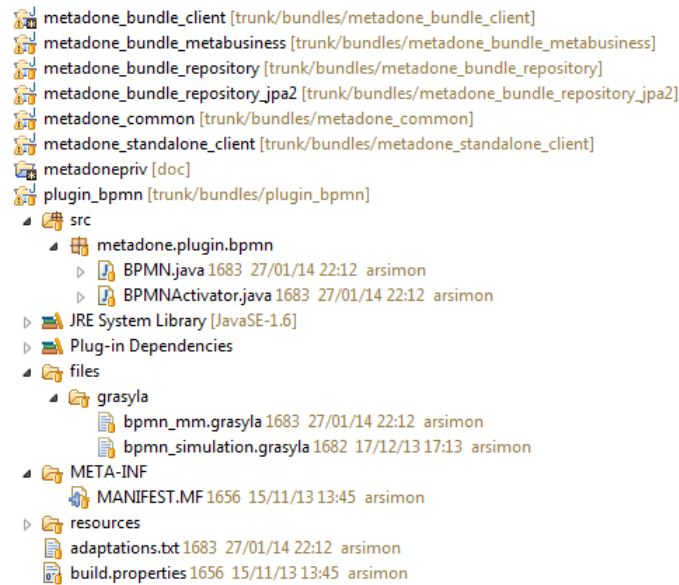 metadone_bundle_client [trunk/bundles/metadone_bundle_client]
metadone_bundle_metabusiness [trunk/bundles/metadone_bundle_metabusiness]
metadone_bundle_repository [trunk/bundles/metadone_bundle_repository]
metadone_bundle_repository_jpa2 [trunk/bundles/metadone_bundle_repository_jpa2]
metadone_common [trunk/bundles/metadone_common]
metadone_standalone_client [trunk/bundles/metadone_standalone_client]
metadonepriv [doc]
plugin_bpmn [trunk/bundles/plugin_bpmn]
src
metadone.plugin.bpmn
BPMN.java 1683 27/01/14 22:12 arsimon
BPMNActivator.java 1683 27/01/14 22:12 arsimon
JRE System Library [JavaSE-1.6]
Plug-in Dependencies
files
grasyla
bpmn_mm.grasyla 1683 27/01/14 22:12 arsimon
bpmn_simulation.grasyla 1682 17/12/13 17:13 arsimon
META-INF
MANIFEST.MF 1656 15/11/13 13:45 arsimon
resources
adaptations.txt 1683 27/01/14 22:12 arsimon
build.properties 1656 15/11/13 13:45 arsimon